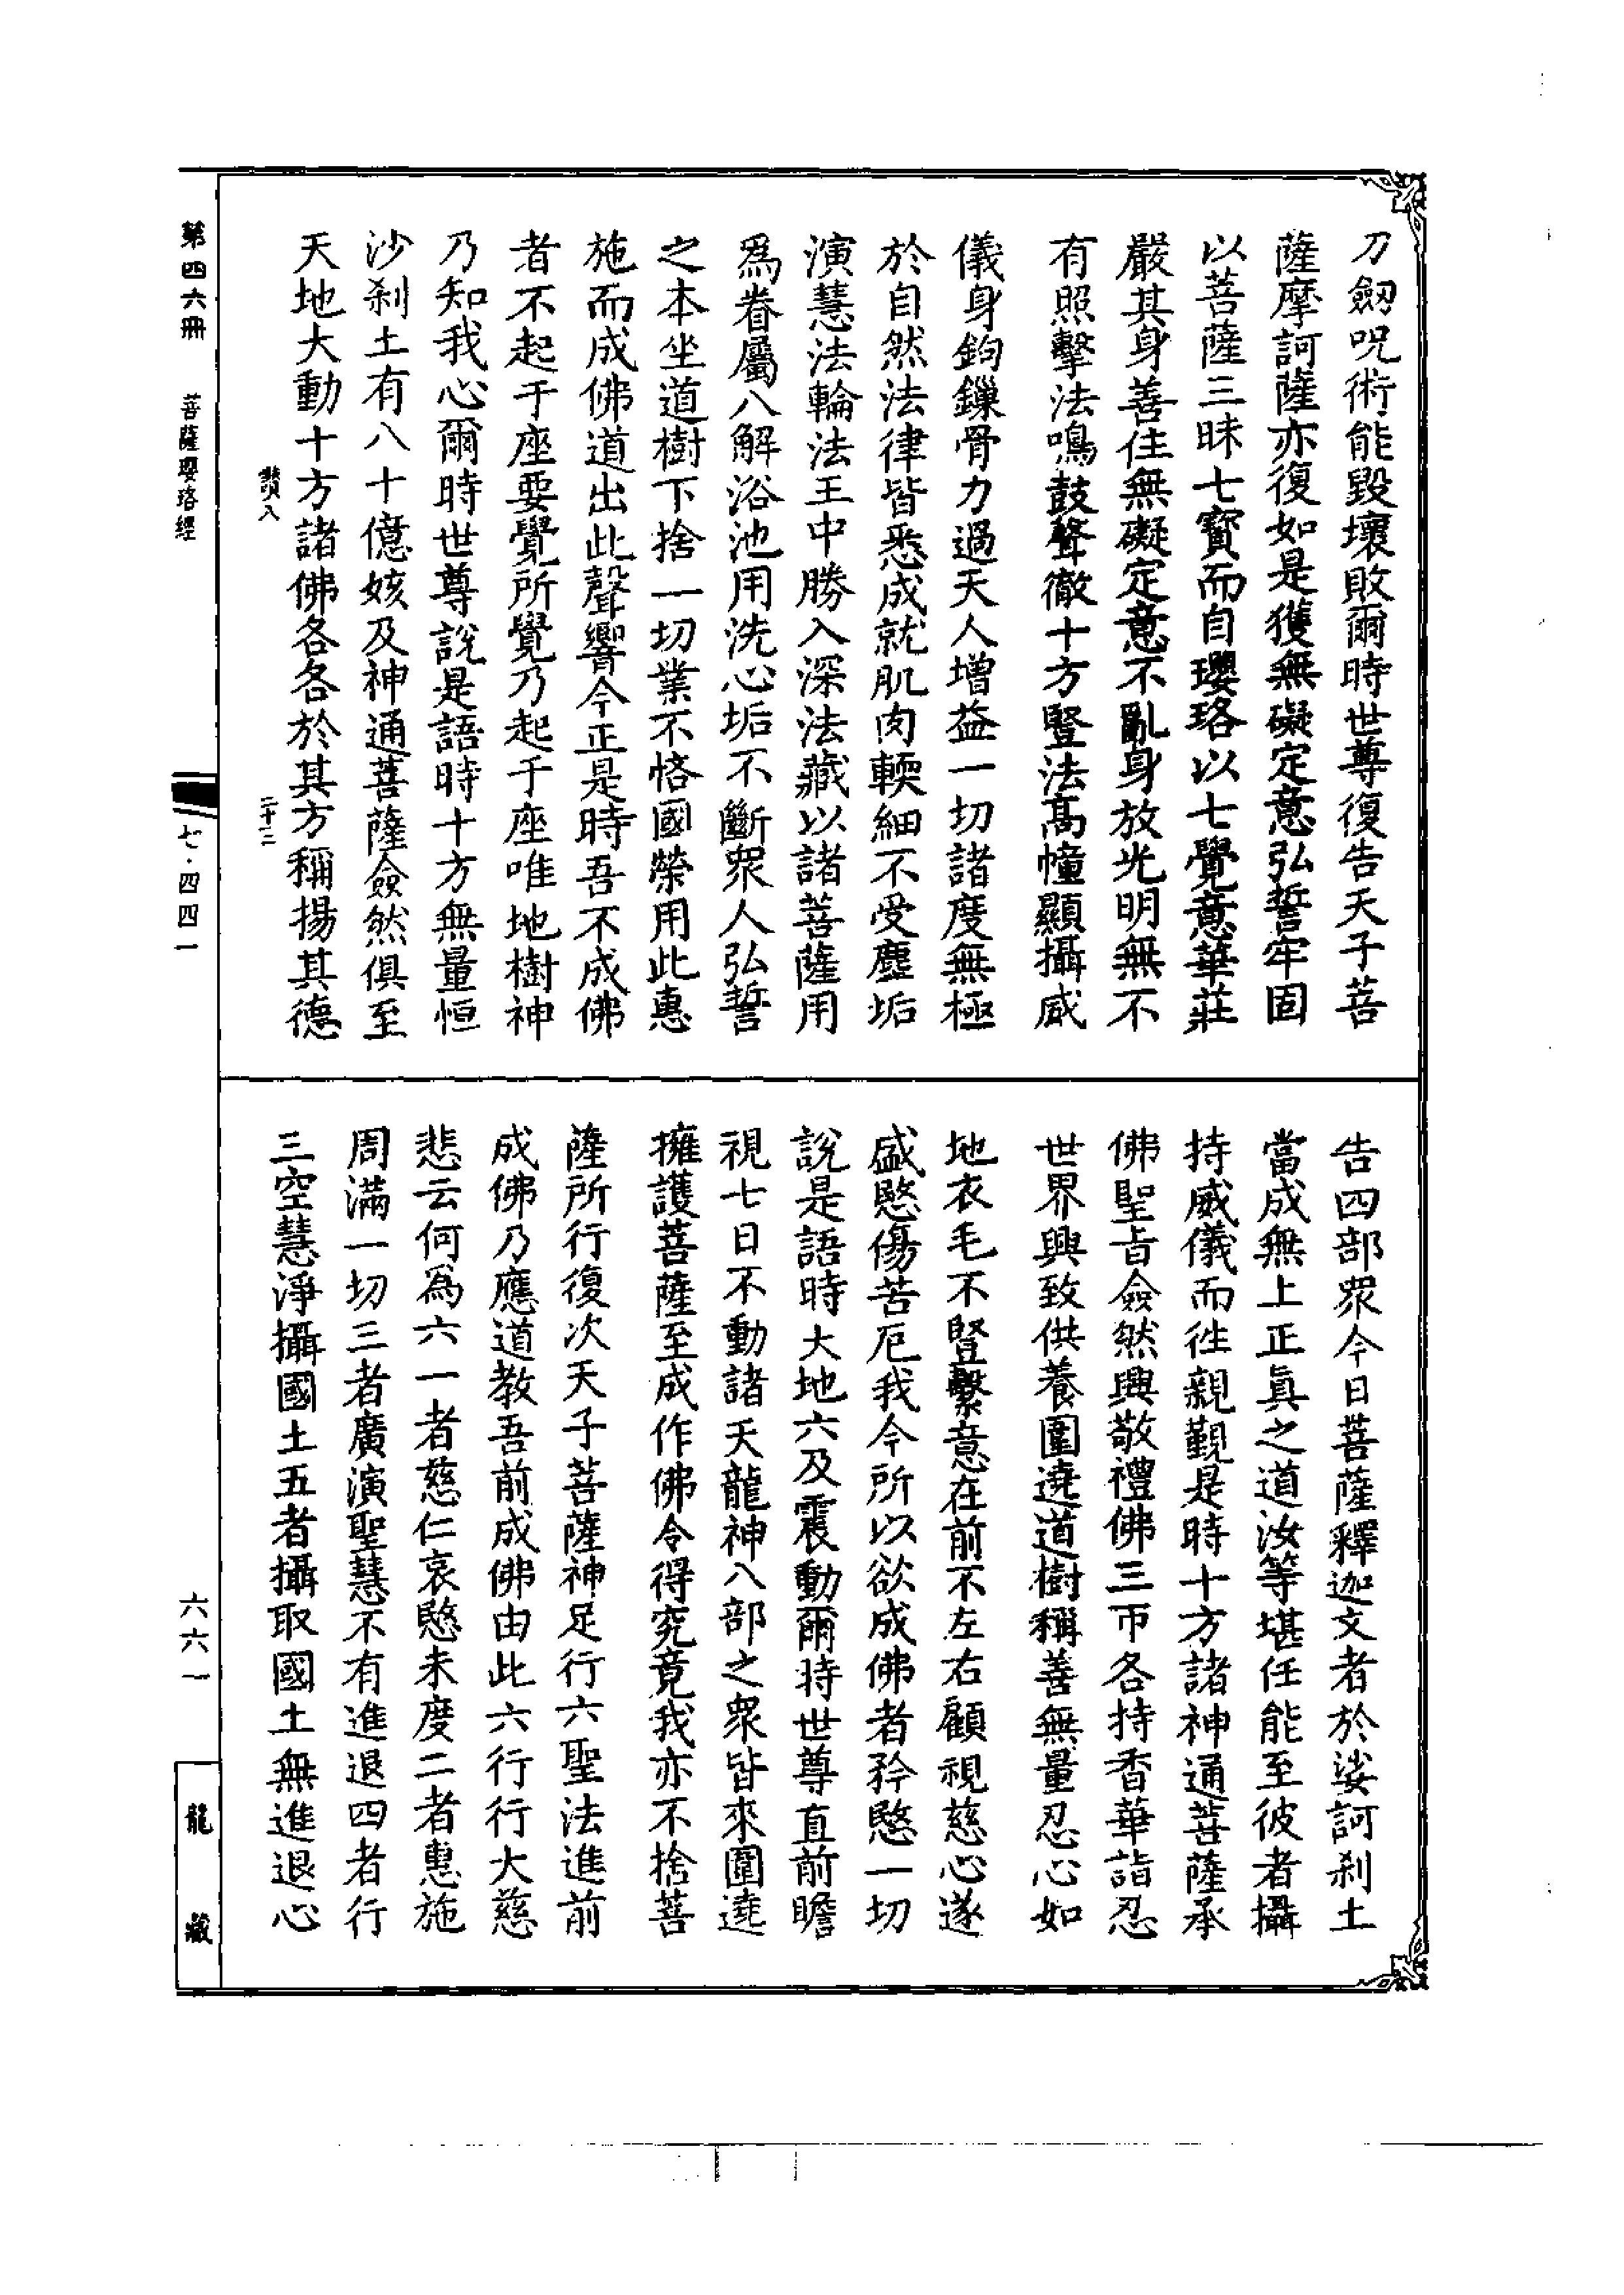 刀劒呪術能毀壞敗爾時世尊復告天子菩
薩摩訶薩亦復如是獲無礙定意弘誓牢固
以菩薩三昧七寶而自瓔珞以七覺意華莊
嚴其身善住無礙定意不亂身放光明無不
有照擊法鳴鼓聲徹十方豎法高幢顯攝威
儀身鉤鏁骨力過天人增益一切諸度無極
於自然法律皆悉成就肌肉輭細不受塵垢
演慧法輪法王中勝入深法藏以諸菩薩用
爲眷屬八解浴池用洗心垢不斷衆人弘誓
之本坐道樹下捨一切業不悋國榮用此惠
施而成佛道出此聲響今正是時吾不成佛
者不起于座要覺所覺乃起于座唯地樹神
乃知我心爾時世尊說是語時十方無量恒
沙刹土有八十億姟及神通菩薩僉然俱至
天地大動十方諸佛各各於其方稱揚其德
告四部衆今日菩薩釋迦文者於娑訶刹土
當成無上正眞之道汝等堪任能至彼者攝
持威儀而徃親覲是時十方諸神通菩薩承
佛聖旨僉然興敬禮佛三帀各持香華詣忍
世界興致供養圍遶道樹稱善無量忍心如
地衣毛不豎繫意在前不左右顧視慈心遂
盛愍傷苦厄我今所以欲成佛者矜愍一切
說是語時大地六及震動爾時世尊直前瞻
視七日不動諸天龍神八部之衆皆來圍遶
擁護菩薩至成作佛令得究竟我亦不捨菩
薩所行復次天子菩薩神足行六聖法進前
成佛乃應道教吾前成佛由此六行行大慈
悲云何爲六一者慈仁哀愍未度二者惠施
周滿一切三者廣演聖慧不有進退四者行
三空慧淨攝國土五者攝取國土無進退心
第四六冊
菩薩瓔珞經
七·四四一
六六一
龍藏